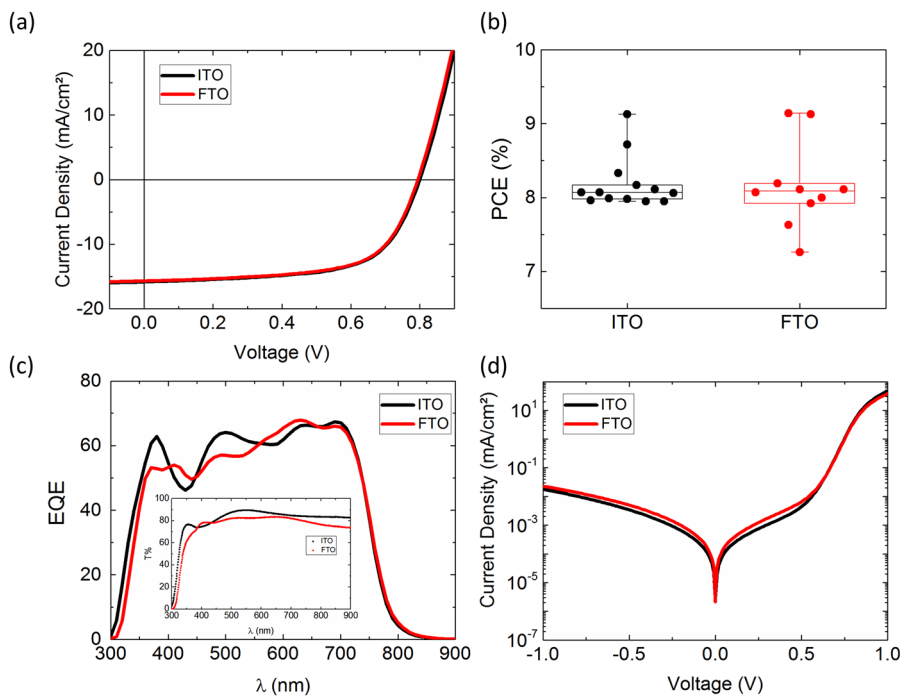 (a)
20
10
0
-10
-20
0.0 0.2 0.4 0.6 0.8
Current Density (mA/cm²)
Voltage (V)
ITO
FTO
(b)
10
9
8
7
PCE (%)
ITO FTO
(c)
80
60
40
20
0
300 400 500 600 700 800 900
EQE
λ (nm)
ITO
FTO
100
80
60
40
20
0
300 400 500 600 700 800 900
T%
λ (nm)
ITO
FTO
(d)
10¹
10⁻¹
10⁻³
10⁻⁵
10⁻⁷
-1.0 -0.5 0.0 0.5 1.0
Current Density (mA/cm²)
Voltage (V)
ITO
FTO